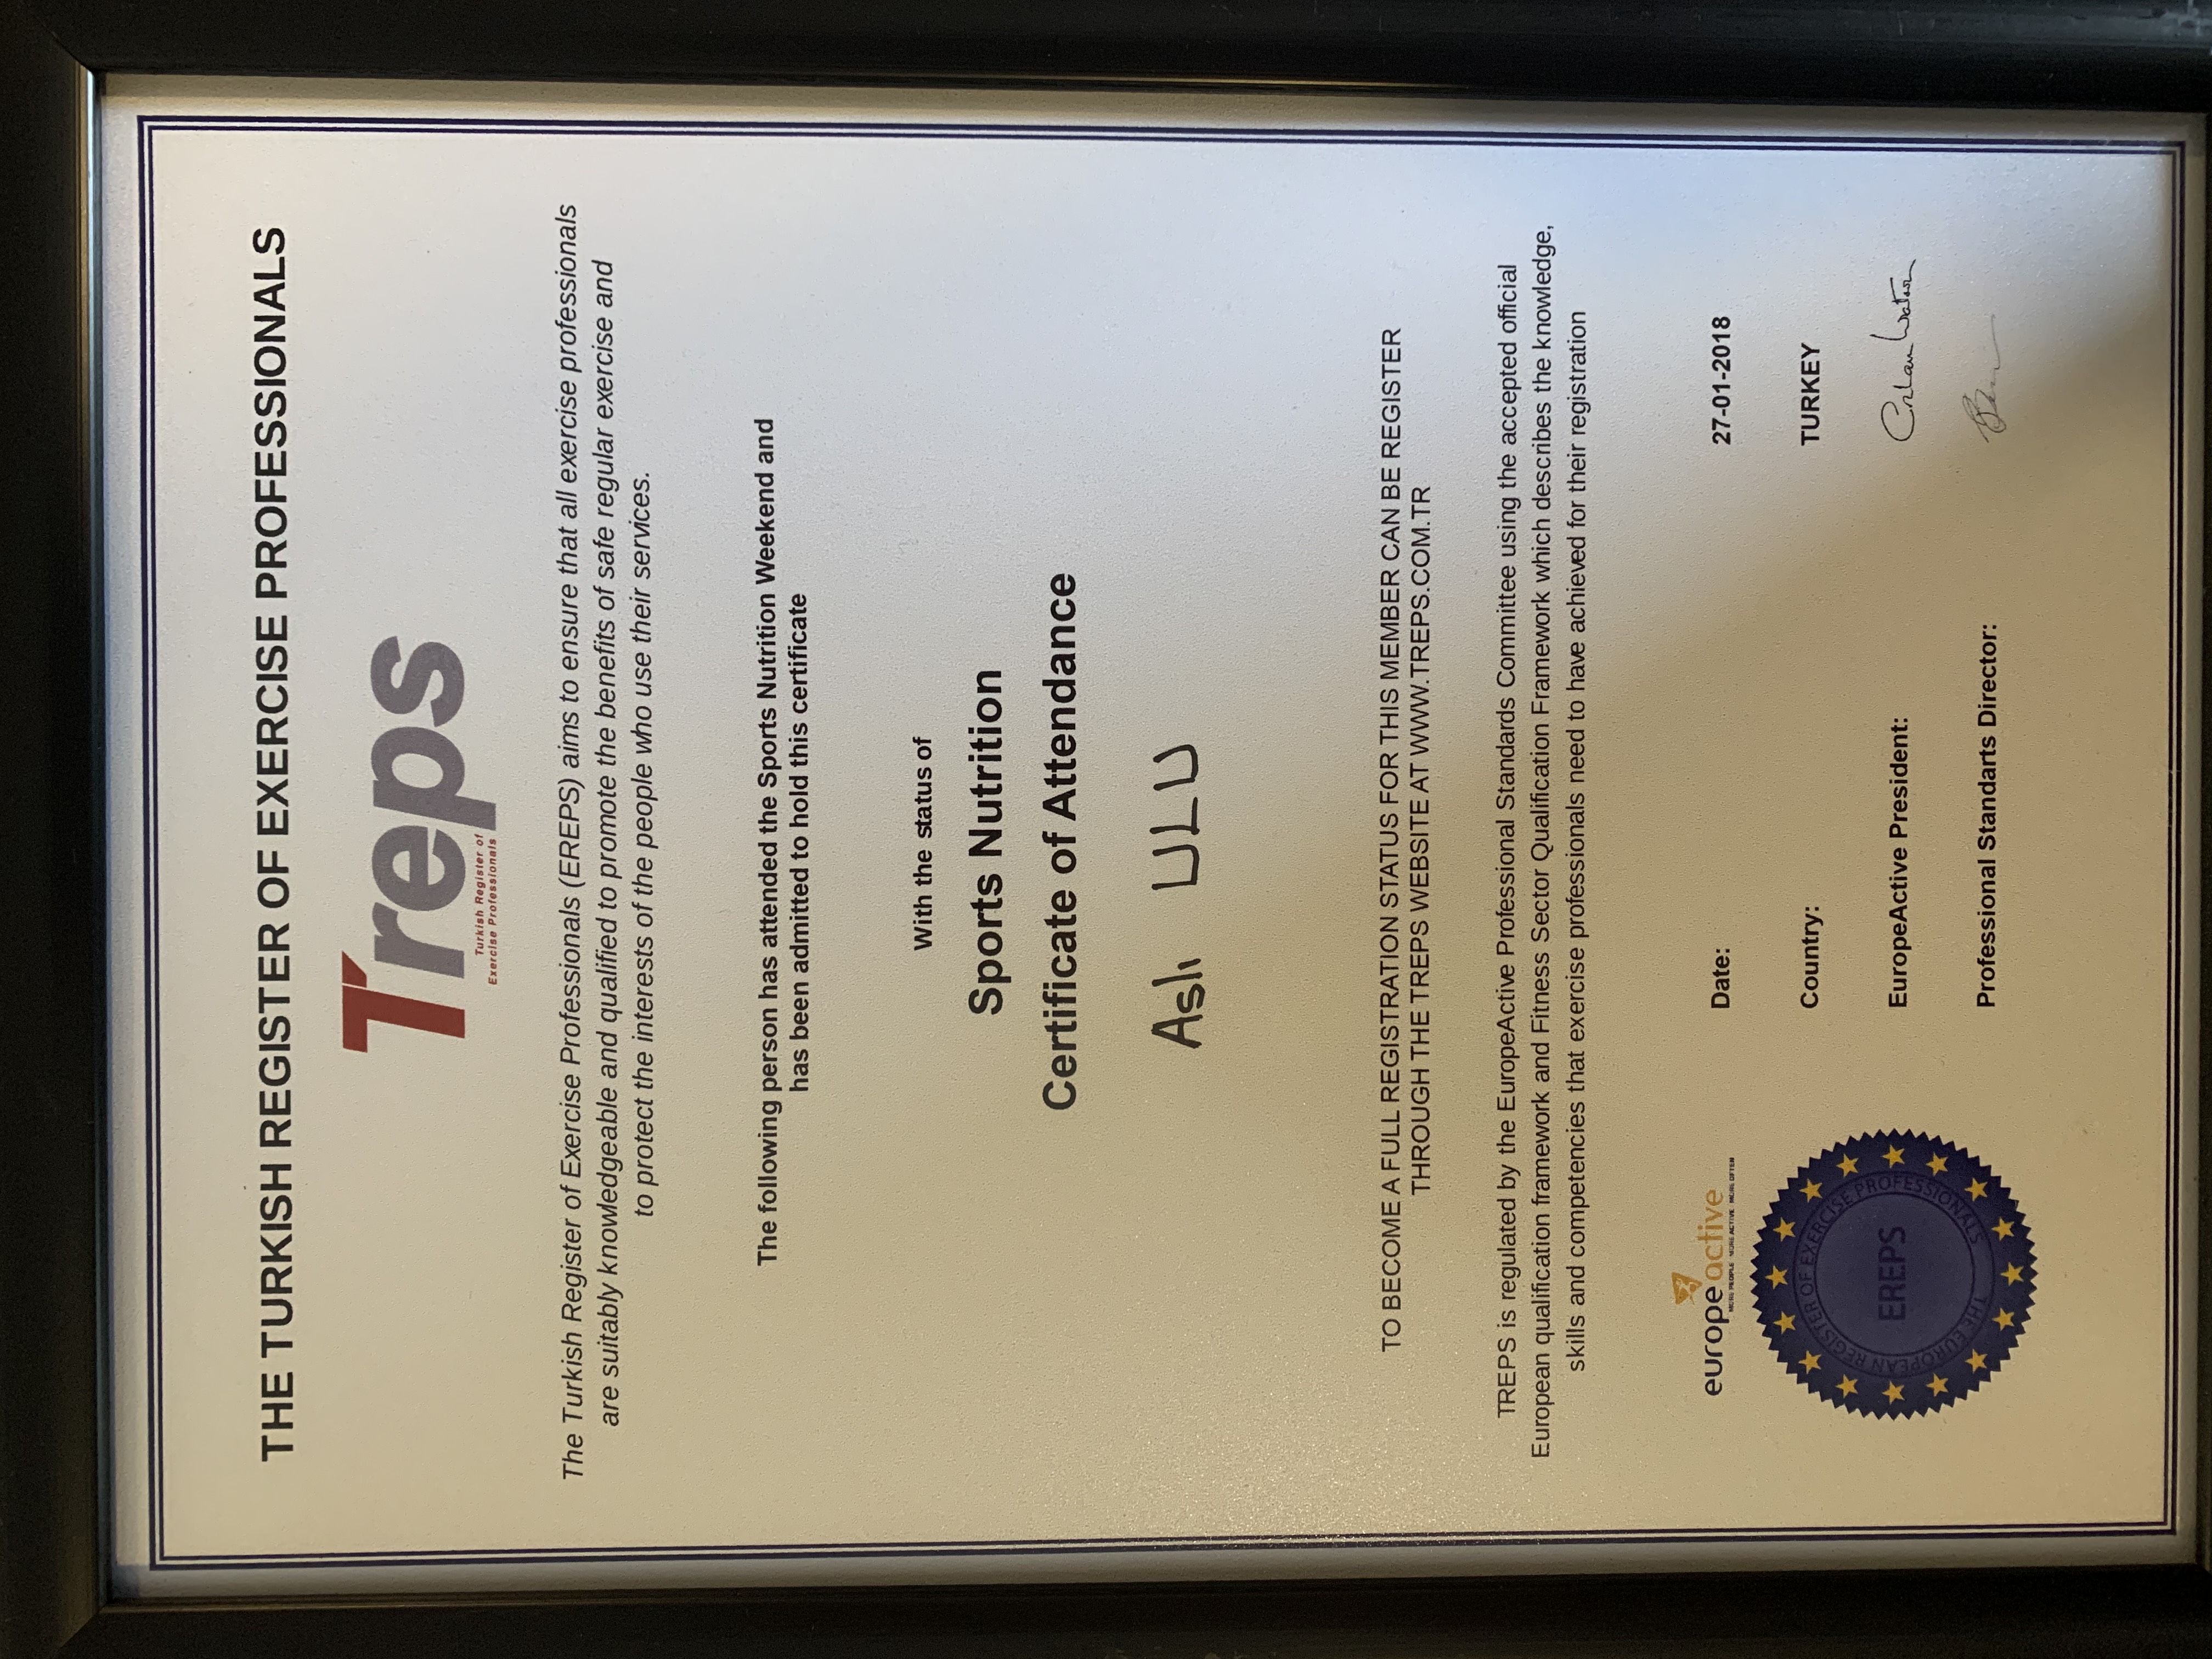 THE TURKISH REGISTER OF EXERCISE PROFESSIONALS
Treps
Turkish Register of
Exercise Professionals
The Turkish Register of Exercise Professionals (EREPS) aims to ensure that all exercise professionals
are suitably knowledgeable and qualified to promote the benefits of safe regular exercise and
to protect the interests of the people who use their services.
The following person has attended the Sports Nutrition Weekend and
has been admitted to hold this certificate
With the status of
Sports Nutrition
Certificate of Attendance
Aslı ULU
TO BECOME A FULL REGISTRATION STATUS FOR THIS MEMBER CAN BE REGISTER
THROUGH THE TREPS WEBSITE AT WWW.TREPS.COM.TR
TREPS is regulated by the EuropeActive Professional Standards Committee using the accepted official
European qualification framework and Fitness Sector Qualification Framework which describes the knowledge,
skills and competencies that exercise professionals need to have achieved for their registration
europe active
MORE PEOPLE MORE ACTIVE MORE OFTEN
THE EUROPEAN REGISTER OF EXERCISE PROFESSIONALS
EREPS
Date: 27-01-2018
Country: TURKEY
EuropeActive President:
Professional Standarts Director: